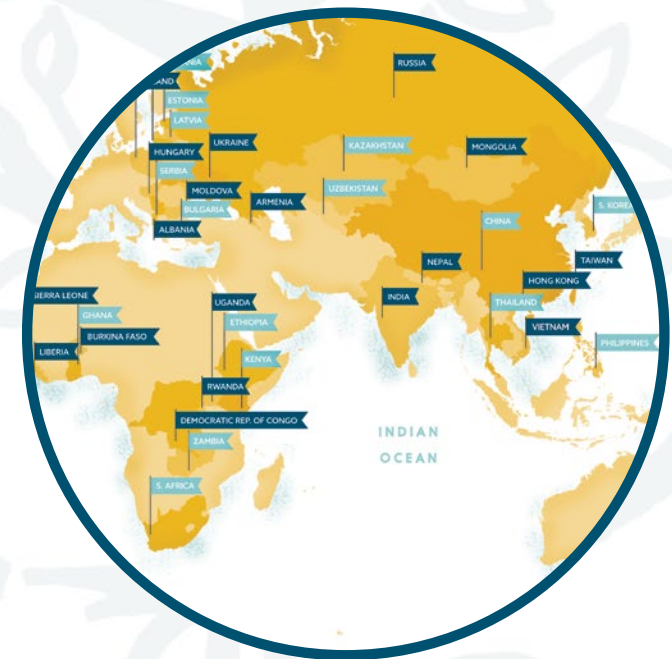 RUSSIA
ESTONIA
LATVIA
HUNGARY
UKRAINE
KAZAKHSTAN
MONGOLIA
SERBIA
MOLDOVA
UZBEKISTAN
BULGARIA
ARMENIA
S. KOREA
CHINA
ALBANIA
NEPAL
TAIWAN
HONG KONG
INDIA
SIERRA LEONE
UGANDA
THAILAND
GHANA
ETHIOPIA
BURKINA FASO
VIETNAM
LIBERIA
PHILIPPINES
KENYA
RWANDA
DEMOCRATIC REP. OF CONGO
INDIAN
OCEAN
ZAMBIA
S. AFRICA